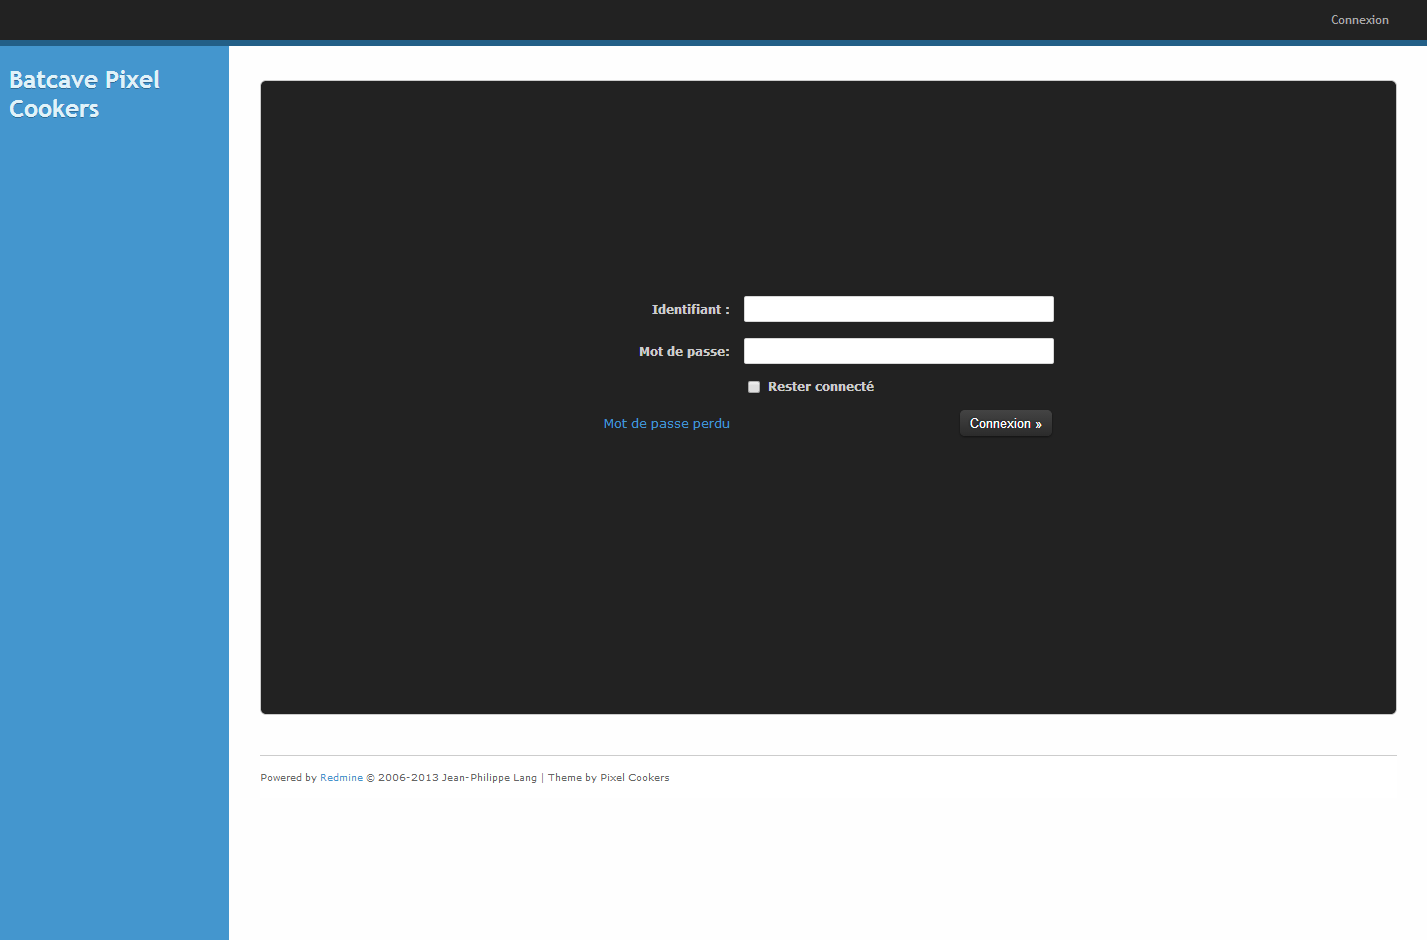 Connexion
Batcave Pixel
Cookers
Identifiant :
Mot de passe:
Rester connecté
Mot de passe perdu
Connexion »
Powered by Redmine © 2006-2013 Jean-Philippe Lang | Theme by Pixel Cookers